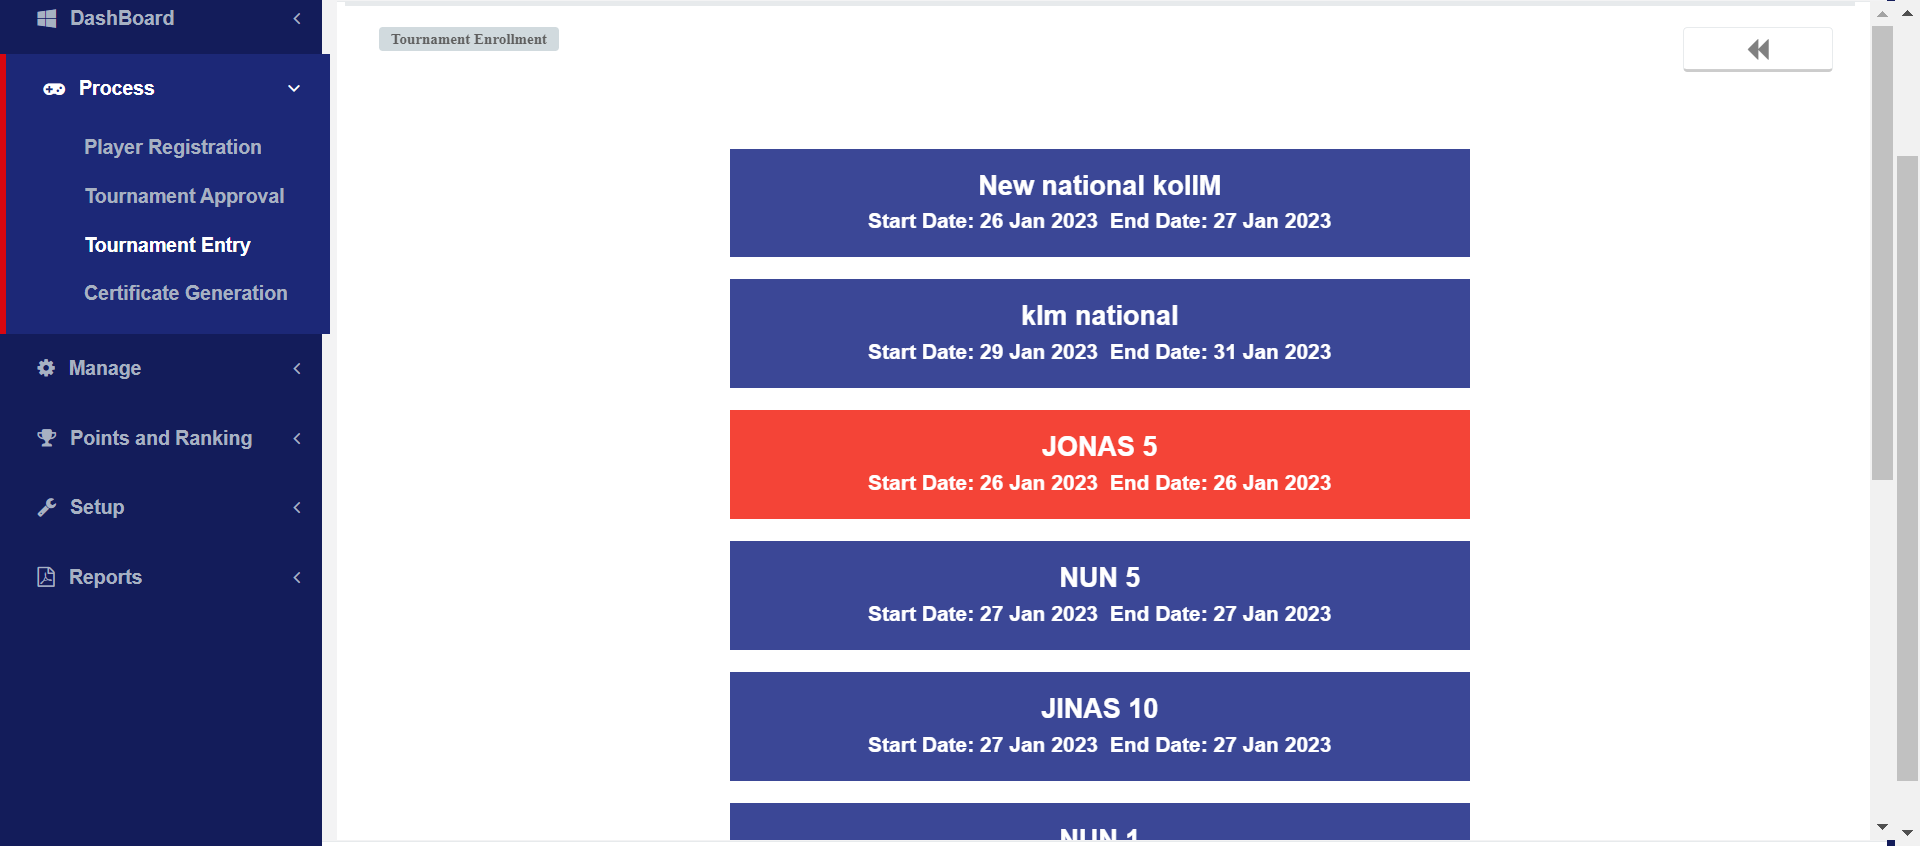 DashBoard
Process
Player Registration
Tournament Approval
Tournament Entry
Certificate Generation
Manage
Points and Ranking
Setup
Reports
Tournament Enrollment
New national kollM
Start Date: 26 Jan 2023 End Date: 27 Jan 2023
klm national
Start Date: 29 Jan 2023 End Date: 31 Jan 2023
JONAS 5
Start Date: 26 Jan 2023 End Date: 26 Jan 2023
NUN 5
Start Date: 27 Jan 2023 End Date: 27 Jan 2023
JINAS 10
Start Date: 27 Jan 2023 End Date: 27 Jan 2023
NUN 1